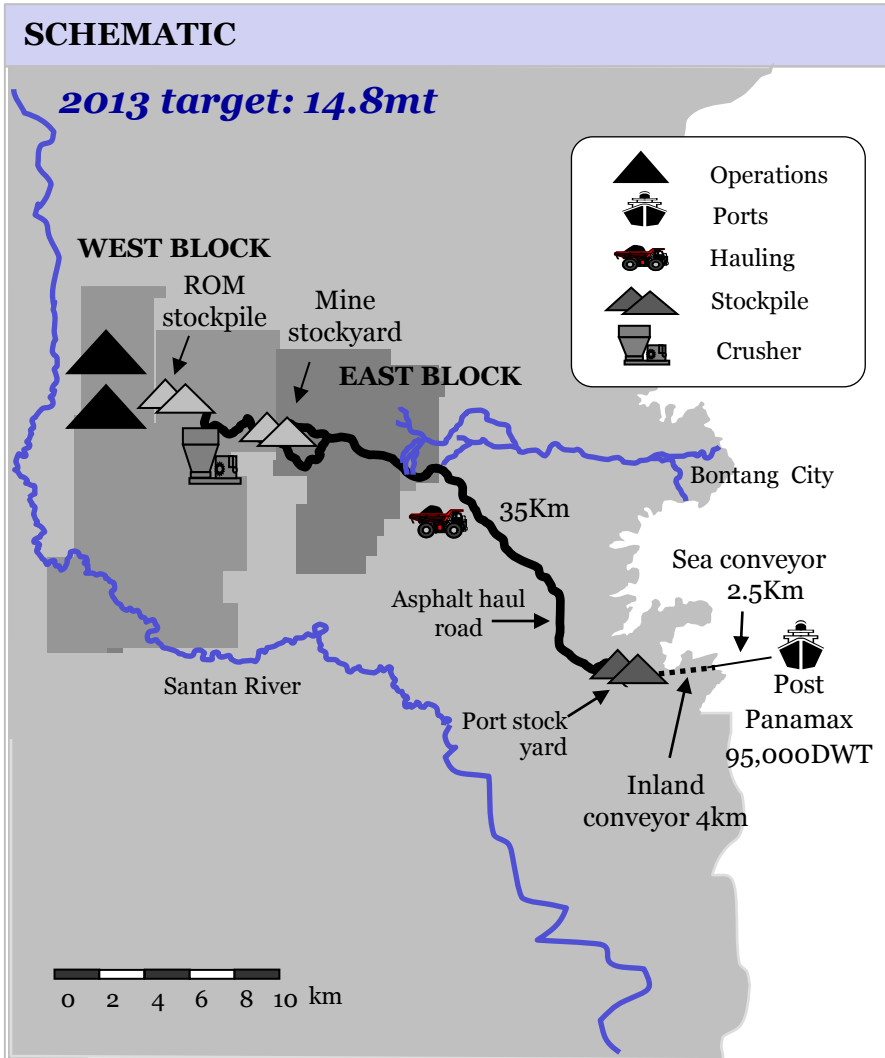 SCHEMATIC
2013 target: 14.8mt
Operations
Ports
Hauling
Stockpile
Crusher
WEST BLOCK
ROM
stockpile
Mine
stockyard
EAST BLOCK
Bontang City
35Km
Sea conveyor
2.5Km
Asphalt haul
road
Santan River
Port stock
yard
Post
Panamax
95,000DWT
Inland
conveyor 4km
0 2 4 6 8 10 km